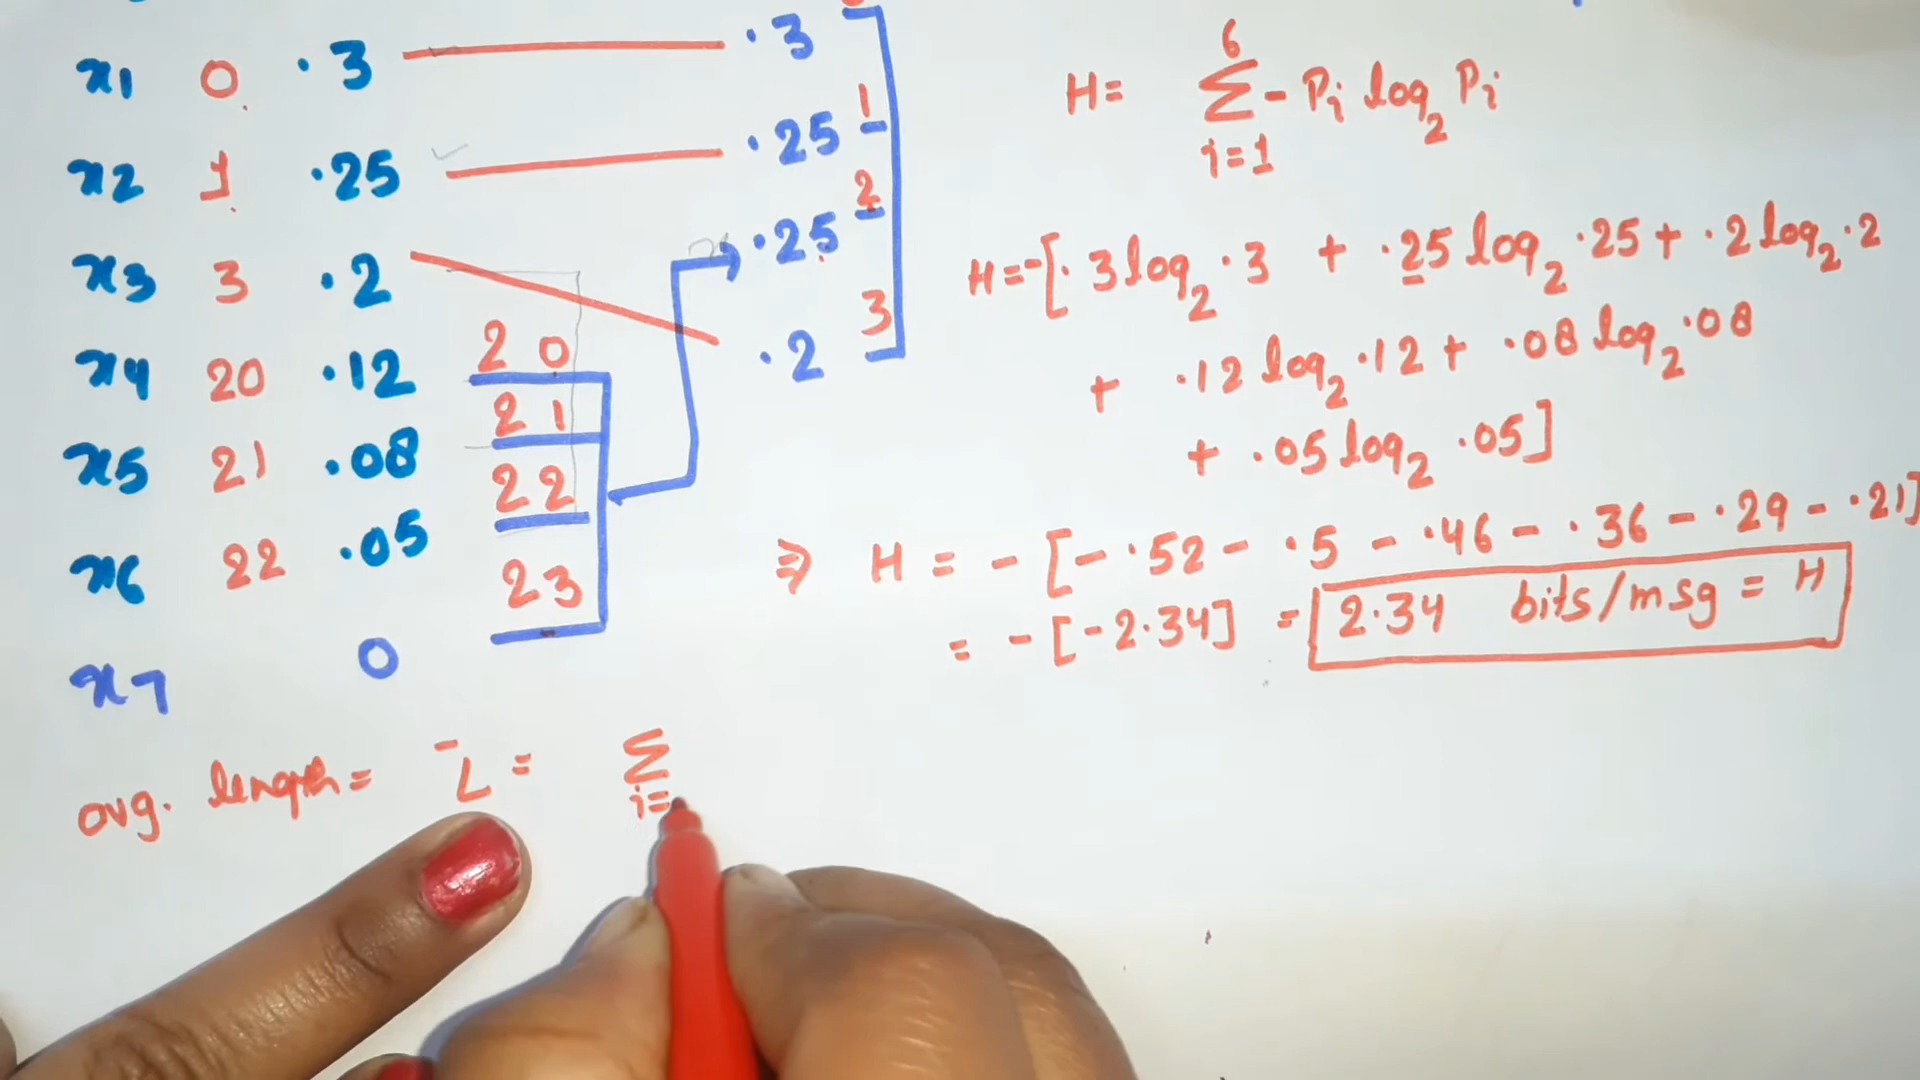 x1 0 .3 .3
x2 1 .25 .25 1
x3 3 .2 .25 2
x4 20 .12 20 .2 3
x5 21 .08 21
x6 22 .05 22
23
x7 0
avg. length = L̄ = Σ i=
H = 6 Σ i=1 - Pi log2 Pi
H = -[.3 log2 .3 + .25 log2 .25 + .2 log2 .2
+ .12 log2 .12 + .08 log2 .08
+ .05 log2 .05]
⇒ H = - [- .52 - .5 - .46 - .36 - .29 - .21]
= - [-2.34] = 2.34 bits/msg = H